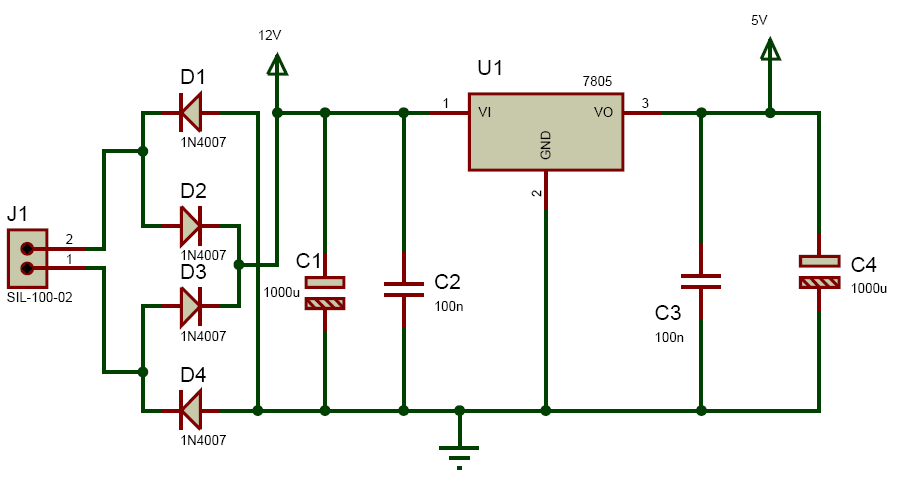 5V
12V
U1
7805
D1
1
VI
VO
3
1N4007
GND
2
D2
J1
2
1
1N4007
D3
SIL-100-02
1N4007
C1
1000u
C2
100n
C3
100n
C4
1000u
D4
1N4007